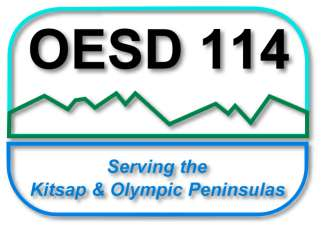 OESD 114
Serving the
Kitsap & Olympic Peninsulas